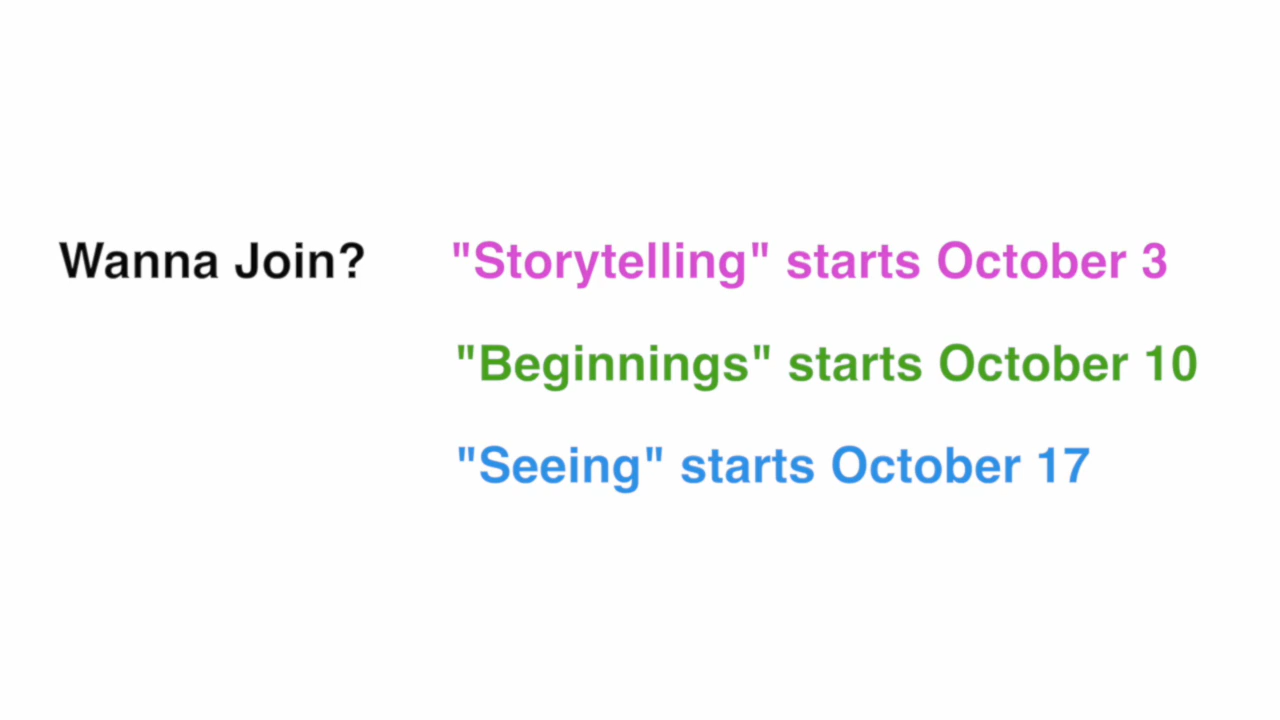 Wanna Join? "Storytelling" starts October 3
"Beginnings" starts October 10
"Seeing" starts October 17